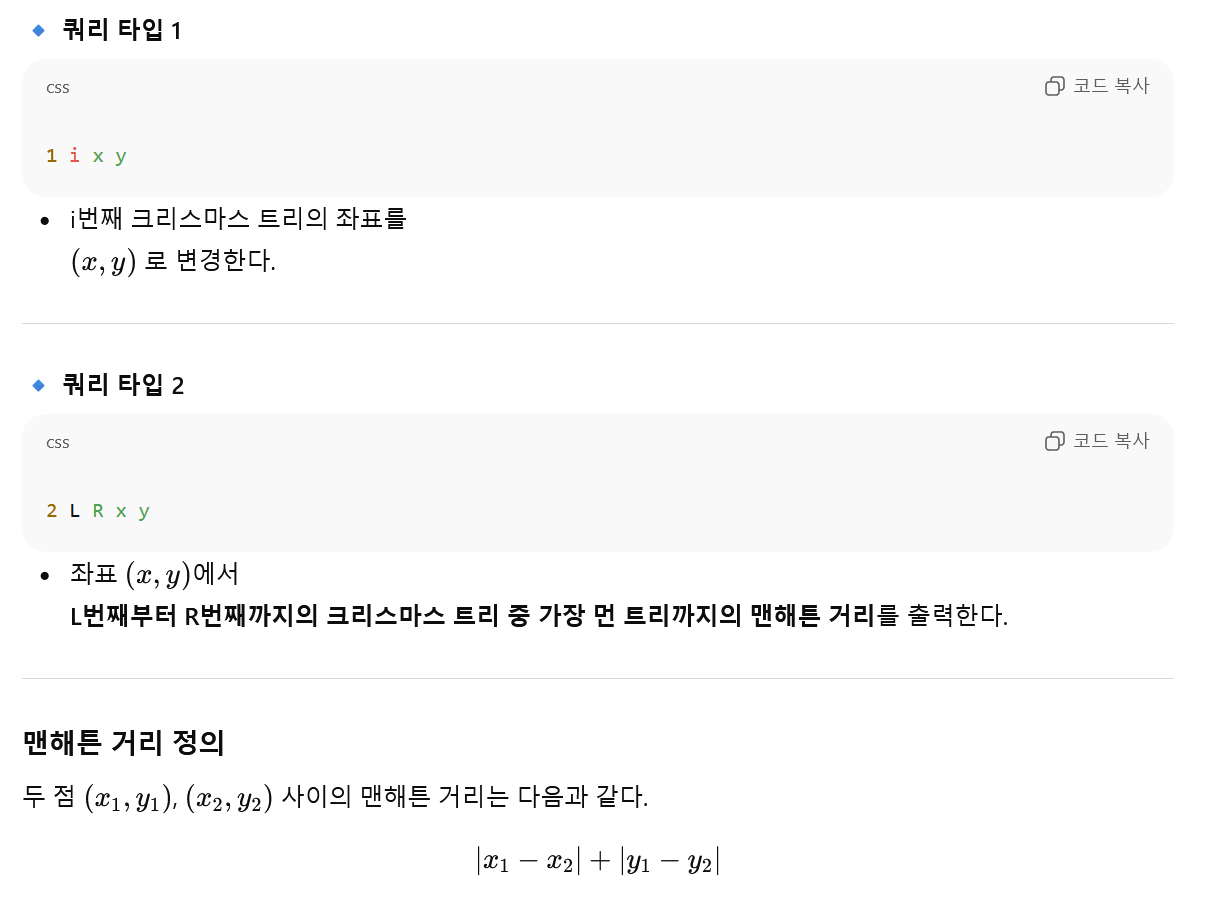 쿼리 타입 1
css
코드 복사
1 i x y
i번째 크리스마스 트리의 좌표를
(x, y) 로 변경한다.
쿼리 타입 2
css
코드 복사
2 L R x y
좌표 (x, y)에서
L번째부터 R번째까지의 크리스마스 트리 중 가장 먼 트리까지의 맨해튼 거리를 출력한다.
맨해튼 거리 정의
두 점 (x₁, y₁), (x₂, y₂) 사이의 맨해튼 거리는 다음과 같다.
|x₁ − x₂| + |y₁ − y₂|